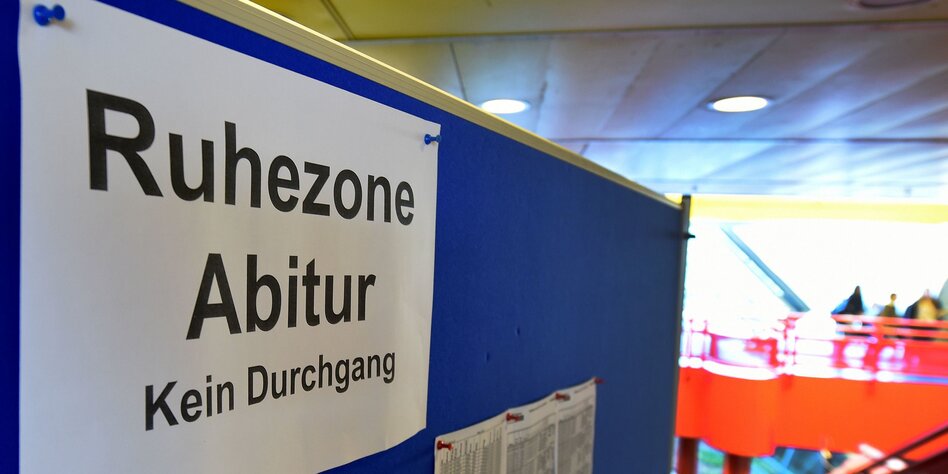 Ruhezone
Abitur
Kein Durchgang